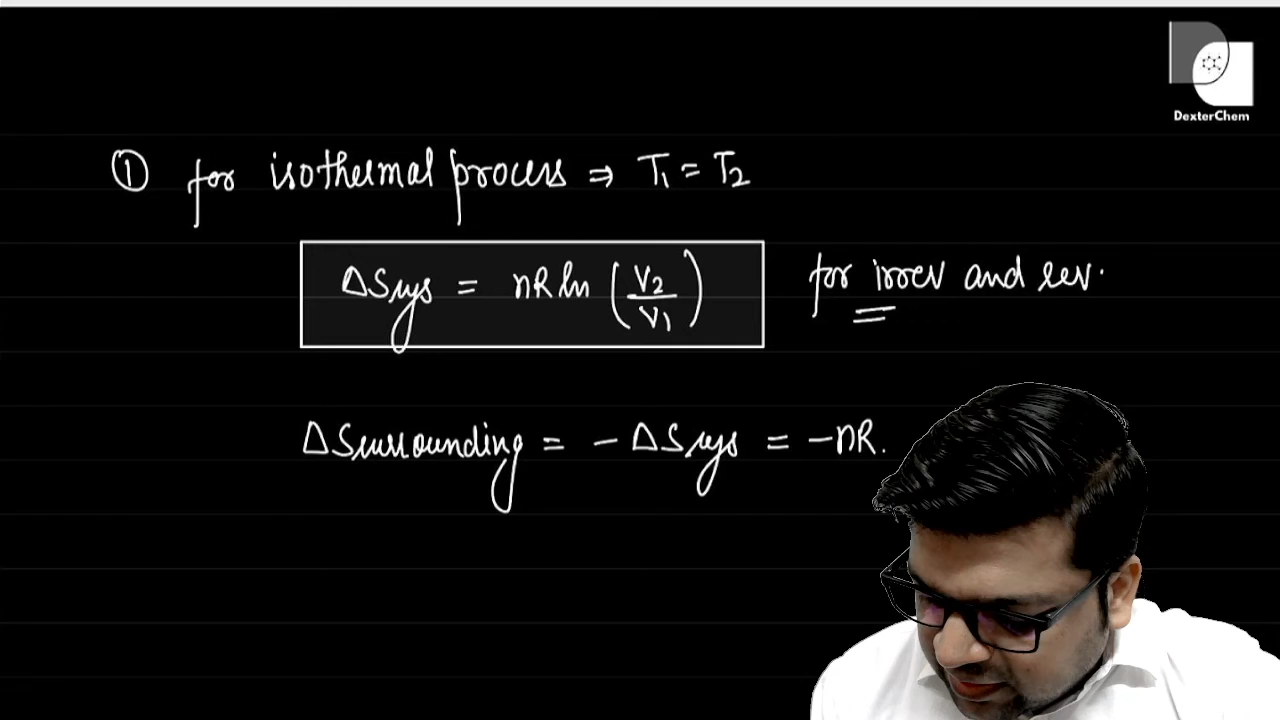 DexterChem
① for isothermal process ⇒ T₁ = T₂
ΔSsys = nR ln (V₂/V₁) for irrev and rev.
ΔSsurrounding = −ΔSsys = −nR.